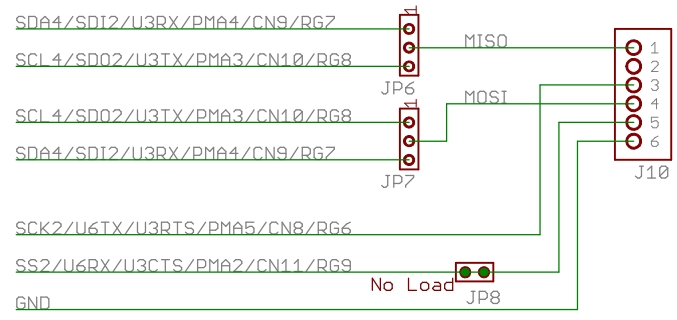 SDA4/SDI2/U3RX/PMA4/CN9/RG7
1
MISO
1
SCL4/SDO2/U3TX/PMA3/CN10/RG8
2
3
JP6
1
MOSI
4
SCL4/SDO2/U3TX/PMA3/CN10/RG8
5
6
SDA4/SDI2/U3RX/PMA4/CN9/RG7
J10
JP7
SCK2/U6TX/U3RTS/PMA5/CN8/RG6
SS2/U6RX/U3CTS/PMA2/CN11/RG9
No Load
JP8
GND